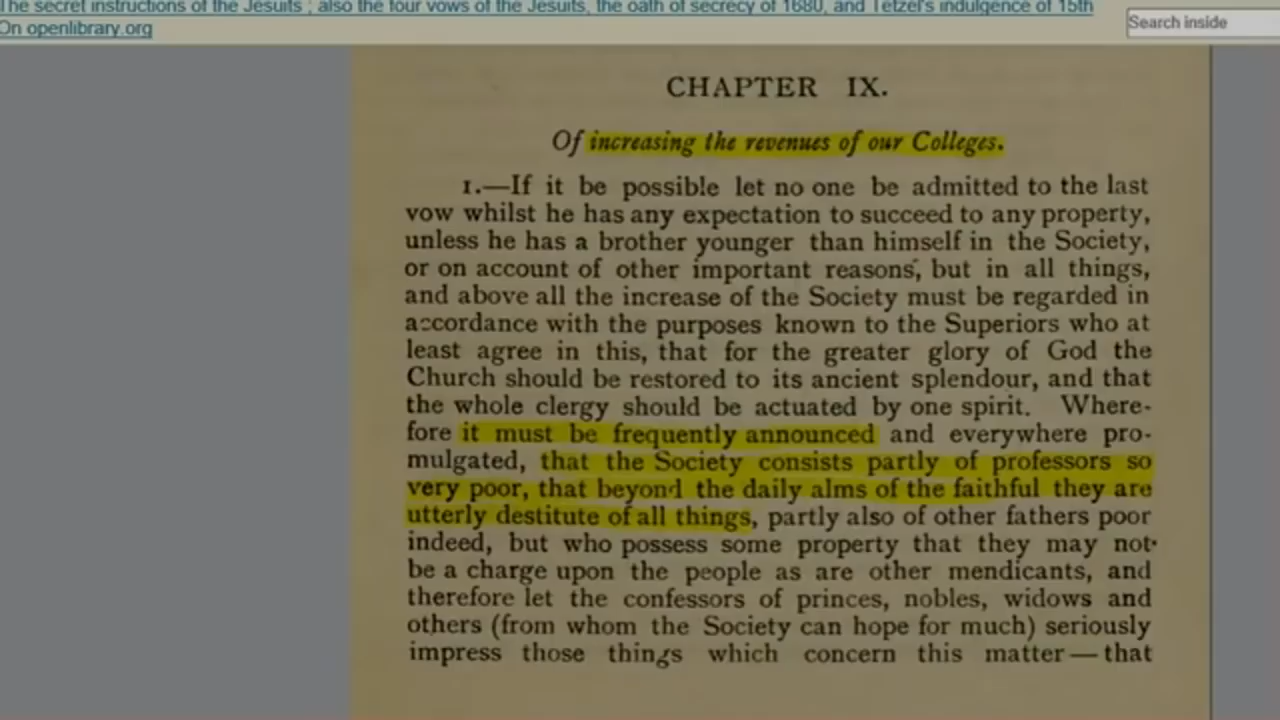 The secret instructions of the Jesuits ; also the four vows of the Jesuits, the oath of secrecy of 1680, and Tetzel's indulgence of 15th
On openlibrary.org
Search inside
CHAPTER IX.
Of increasing the revenues of our Colleges.
1.—If it be possible let no one be admitted to the last
vow whilst he has any expectation to succeed to any property,
unless he has a brother younger than himself in the Society,
or on account of other important reasons, but in all things,
and above all the increase of the Society must be regarded in
accordance with the purposes known to the Superiors who at
least agree in this, that for the greater glory of God the
Church should be restored to its ancient splendour, and that
the whole clergy should be actuated by one spirit. Where-
fore it must be frequently announced and everywhere pro-
mulgated, that the Society consists partly of professors so
very poor, that beyond the daily alms of the faithful they are
utterly destitute of all things, partly also of other fathers poor
indeed, but who possess some property that they may not
be a charge upon the people as are other mendicants, and
therefore let the confessors of princes, nobles, widows and
others (from whom the Society can hope for much) seriously
impress those things which concern this matter—that